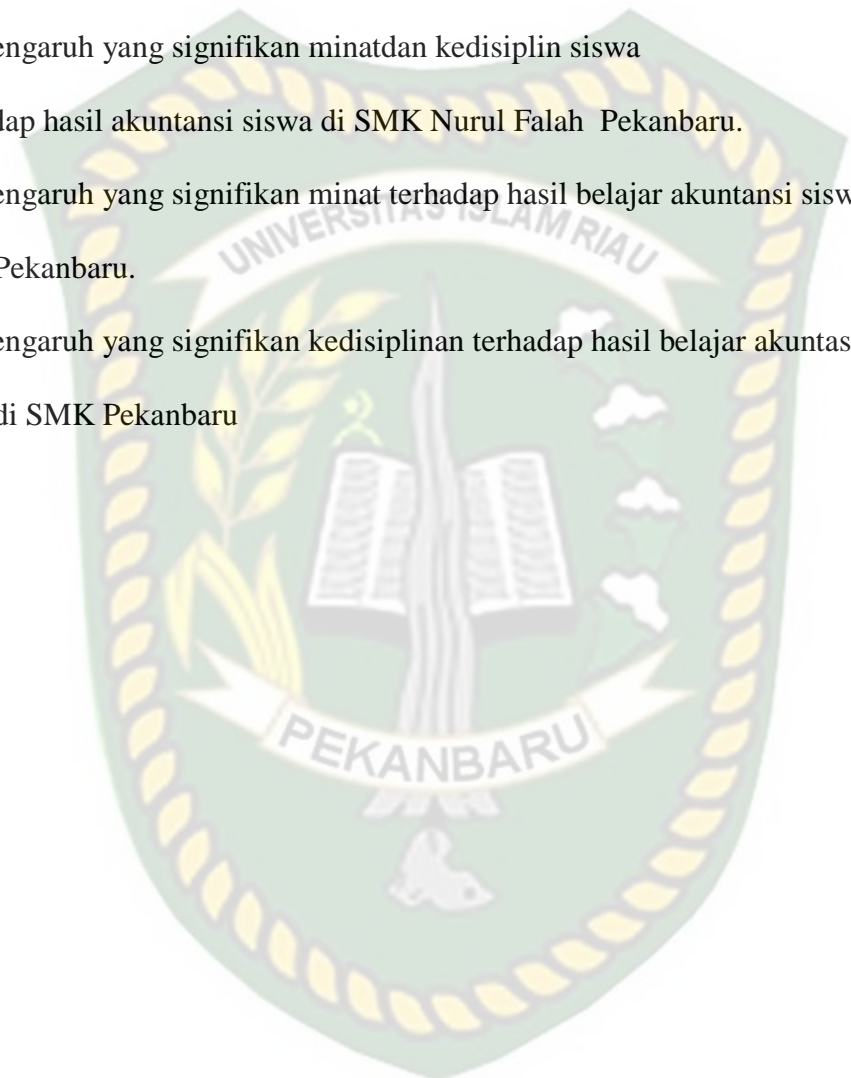 engaruh yang signifikan minatdan kedisiplin siswa
dap hasil akuntansi siswa di SMK Nurul Falah Pekanbaru.
engaruh yang signifikan minat terhadap hasil belajar akuntansi sisw
Pekanbaru.
engaruh yang signifikan kedisiplinan terhadap hasil belajar akuntas
di SMK Pekanbaru
UNIVERSITAS ISLAM RIAU
PEKANBARU